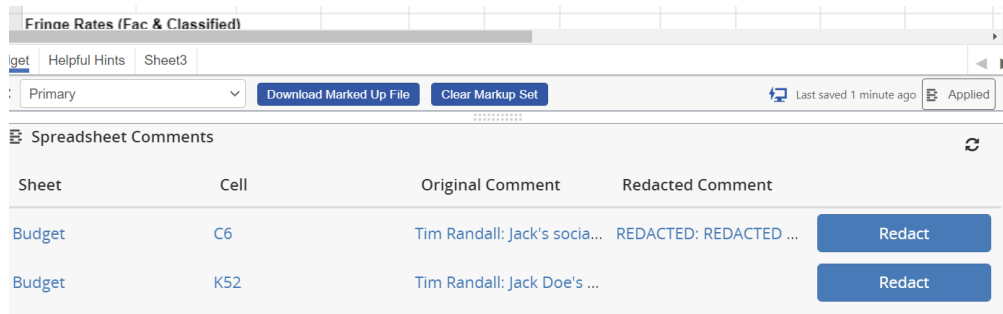 Fringe Rates (Fac & Classified)
Helpful Hints Sheet3
Primary Download Marked Up File Clear Markup Set Last saved 1 minute ago Applied
Spreadsheet Comments
Sheet Cell Original Comment Redacted Comment
Budget C6 Tim Randall: Jack's socia... REDACTED: REDACTED ... Redact
Budget K52 Tim Randall: Jack Doe's ... Redact